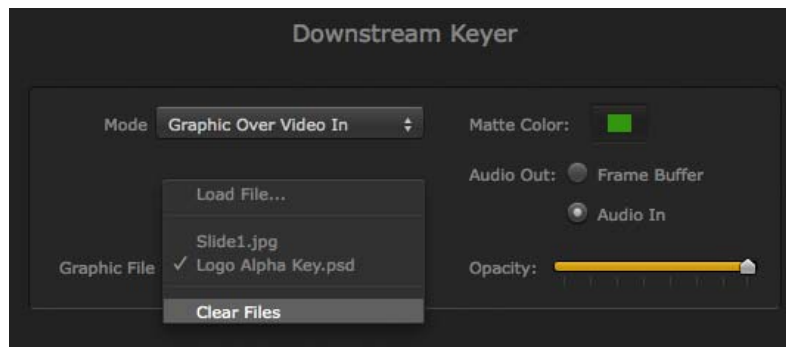 Downstream Keyer
Mode Graphic Over Video In
Matte Color:
Audio Out: Frame Buffer
Audio In
Load File...
Slide1.jpg
Graphic File ✓ Logo Alpha Key.psd
Opacity:
Clear Files